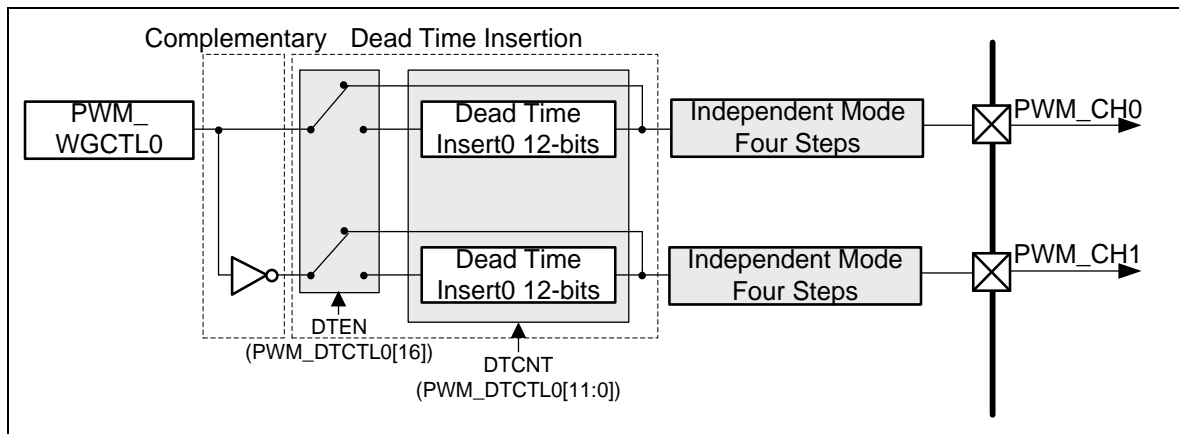 Complementary
Dead Time Insertion
PWM_
WGCTL0
Dead Time
Insert0 12-bits
Independent Mode
Four Steps
PWM_CH0
Dead Time
Insert0 12-bits
Independent Mode
Four Steps
PWM_CH1
DTEN
(PWM_DTCTL0[16])
DTCNT
(PWM_DTCTL0[11:0])